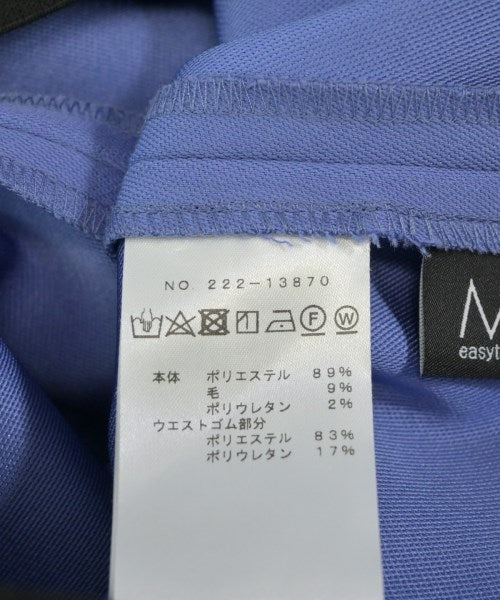 NO 222-13870
F W
本体 ポリエステル 89%
毛 9%
ポリウレタン 2%
ウエストゴム部分
ポリエステル 83%
ポリウレタン 17%
M
easyt